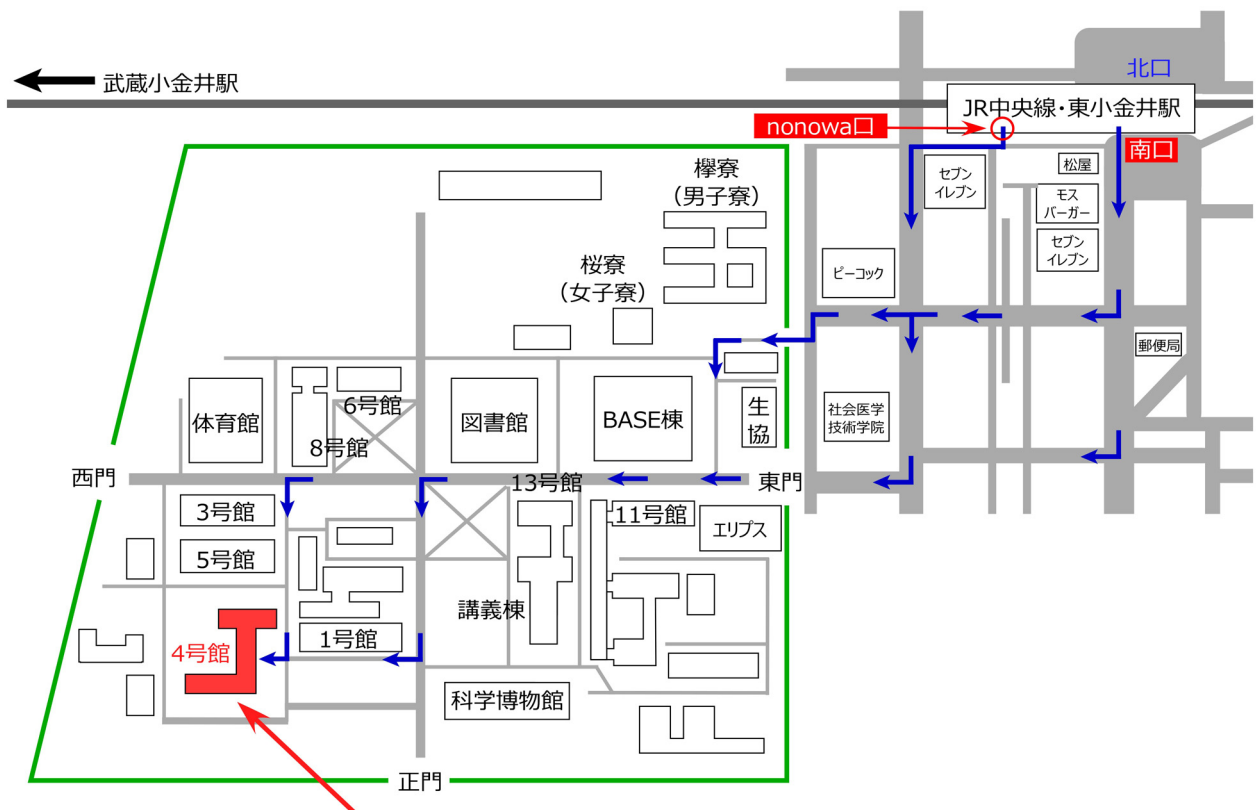 北口
武蔵小金井駅
JR中央線・東小金井駅
nonowa口
南口
松屋
セブン
イレブン
モス
バーガー
セブン
イレブン
欅寮
（男子寮）
桜寮
（女子寮）
ピーコック
郵便局
体育館
6号館
8号館
図書館
BASE棟
生
協
社会医学
技術学院
西門
東門
13号館
3号館
11号館
エリプス
5号館
講義棟
1号館
4号館
科学博物館
正門